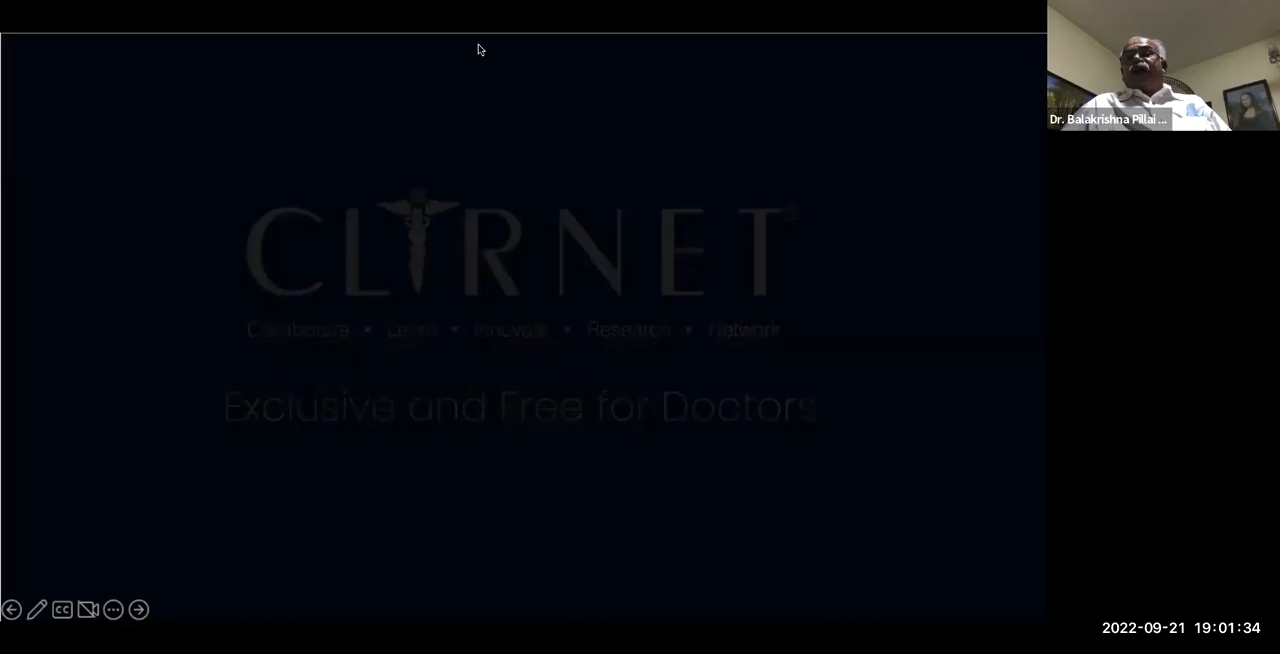 CLIRNET®
Collaborate • Learn • Innovate • Research • Network
Exclusive and Free for Doctors
Dr. Balakrishna Pillai ...
CC
2022-09-21 19:01:34